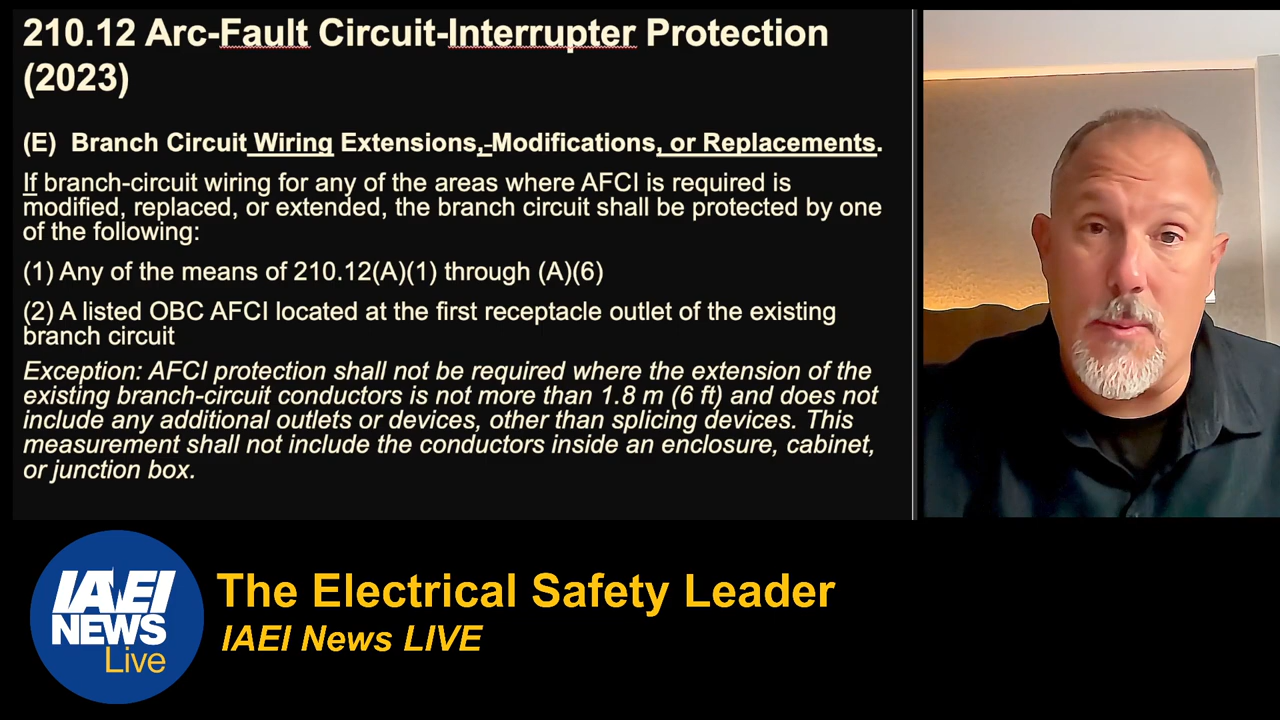 210.12 Arc-Fault Circuit-Interrupter Protection
(2023)
(E) Branch Circuit Wiring Extensions,-Modifications, or Replacements.
If branch-circuit wiring for any of the areas where AFCI is required is
modified, replaced, or extended, the branch circuit shall be protected by one
of the following:
(1) Any of the means of 210.12(A)(1) through (A)(6)
(2) A listed OBC AFCI located at the first receptacle outlet of the existing
branch circuit
Exception: AFCI protection shall not be required where the extension of the
existing branch-circuit conductors is not more than 1.8 m (6 ft) and does not
include any additional outlets or devices, other than splicing devices. This
measurement shall not include the conductors inside an enclosure, cabinet,
or junction box.
IAEI
NEWS
Live
The Electrical Safety Leader
IAEI News LIVE